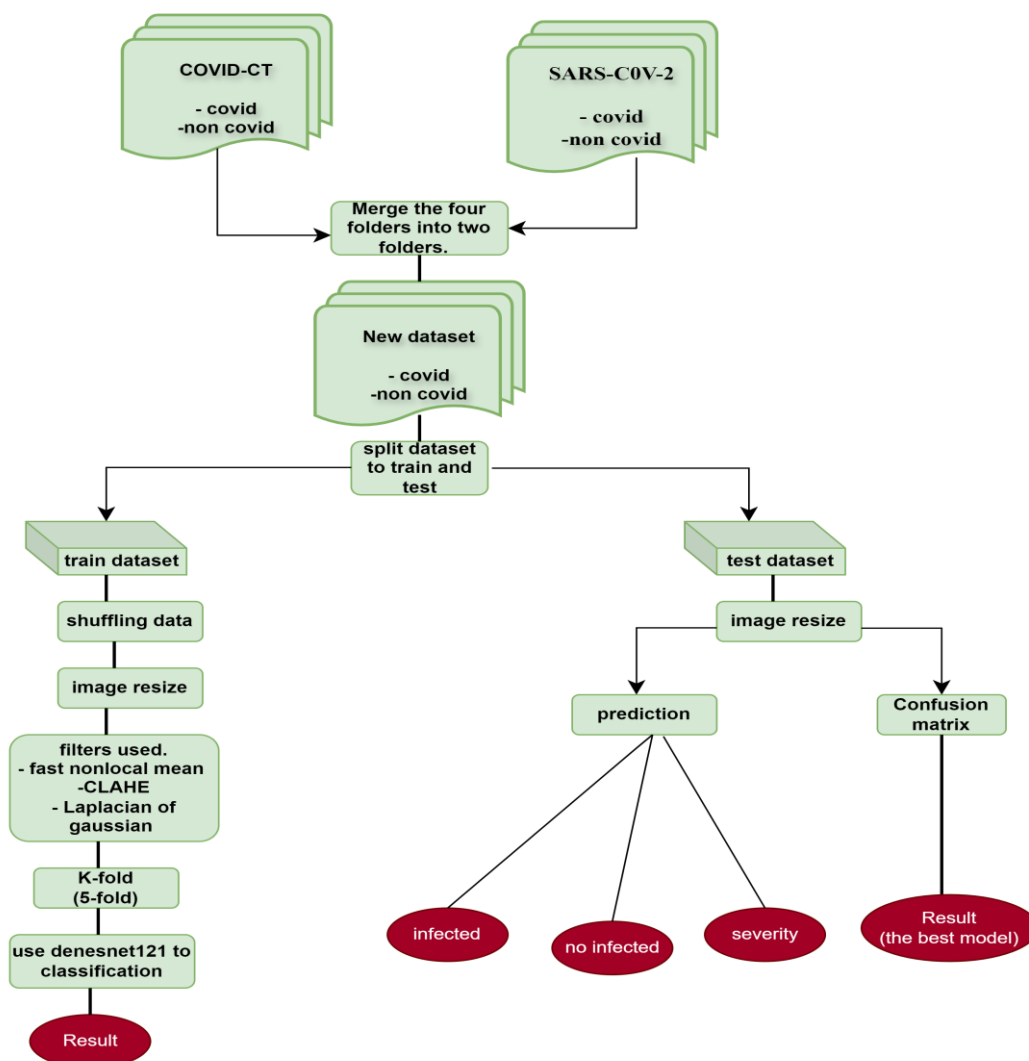 COVID-CT
- covid
-non covid
SARS-C0V-2
- covid
-non covid
Merge the four
folders into two
folders.
New dataset
- covid
-non covid
split dataset
to train and
test
train dataset
shuffling data
image resize
filters used.
- fast nonlocal mean
-CLAHE
- Laplacian of
gaussian
K-fold
(5-fold)
use denesnet121 to
classification
Result
test dataset
image resize
prediction
Confusion
matrix
infected
no infected
severity
Result
(the best model)